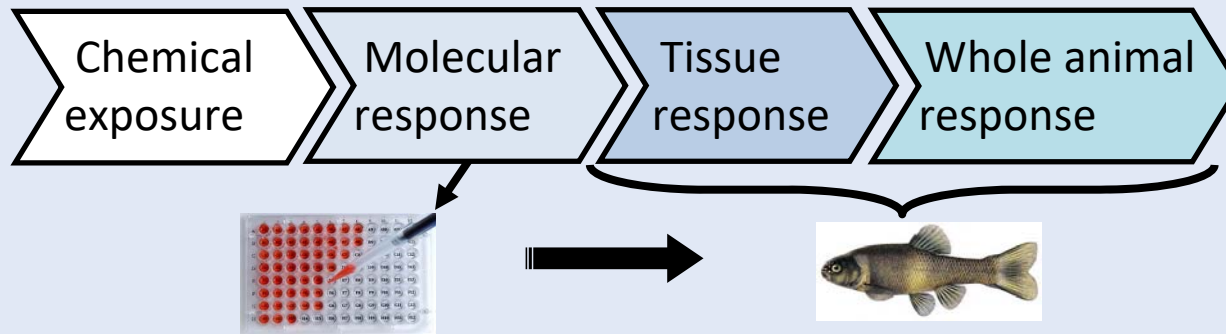 Chemical
exposure
Molecular
response
Tissue
response
Whole animal
response